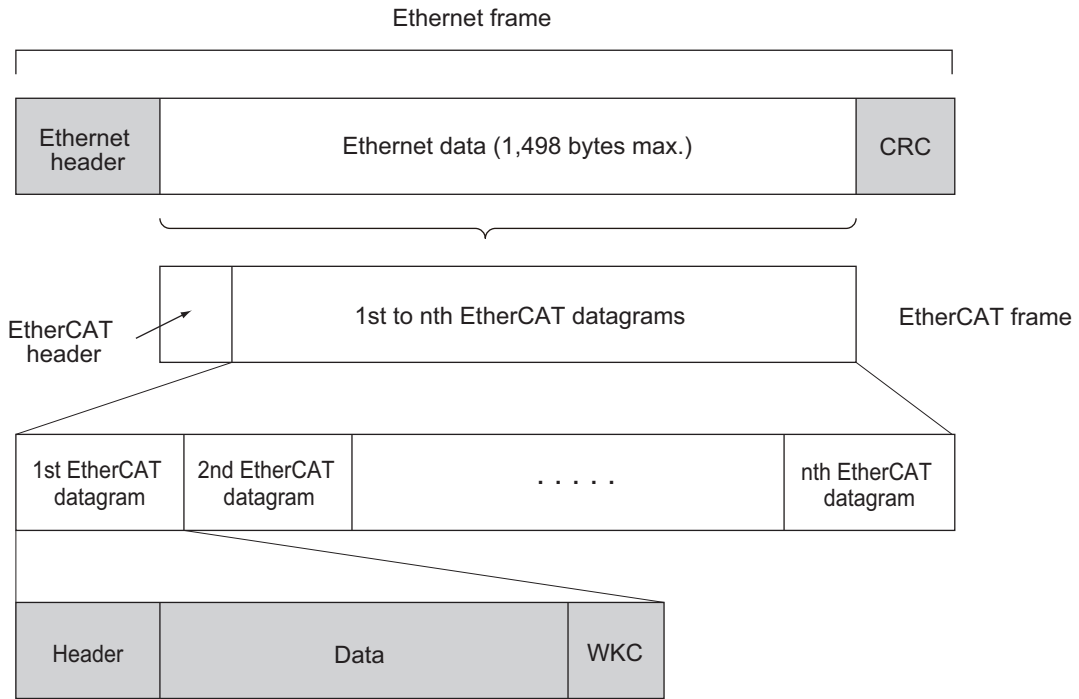 Ethernet frame
Ethernet
header
Ethernet data (1,498 bytes max.)
CRC
EtherCAT
header
1st to nth EtherCAT datagrams
EtherCAT frame
1st EtherCAT
datagram
2nd EtherCAT
datagram
. . . . .
nth EtherCAT
datagram
Header
Data
WKC